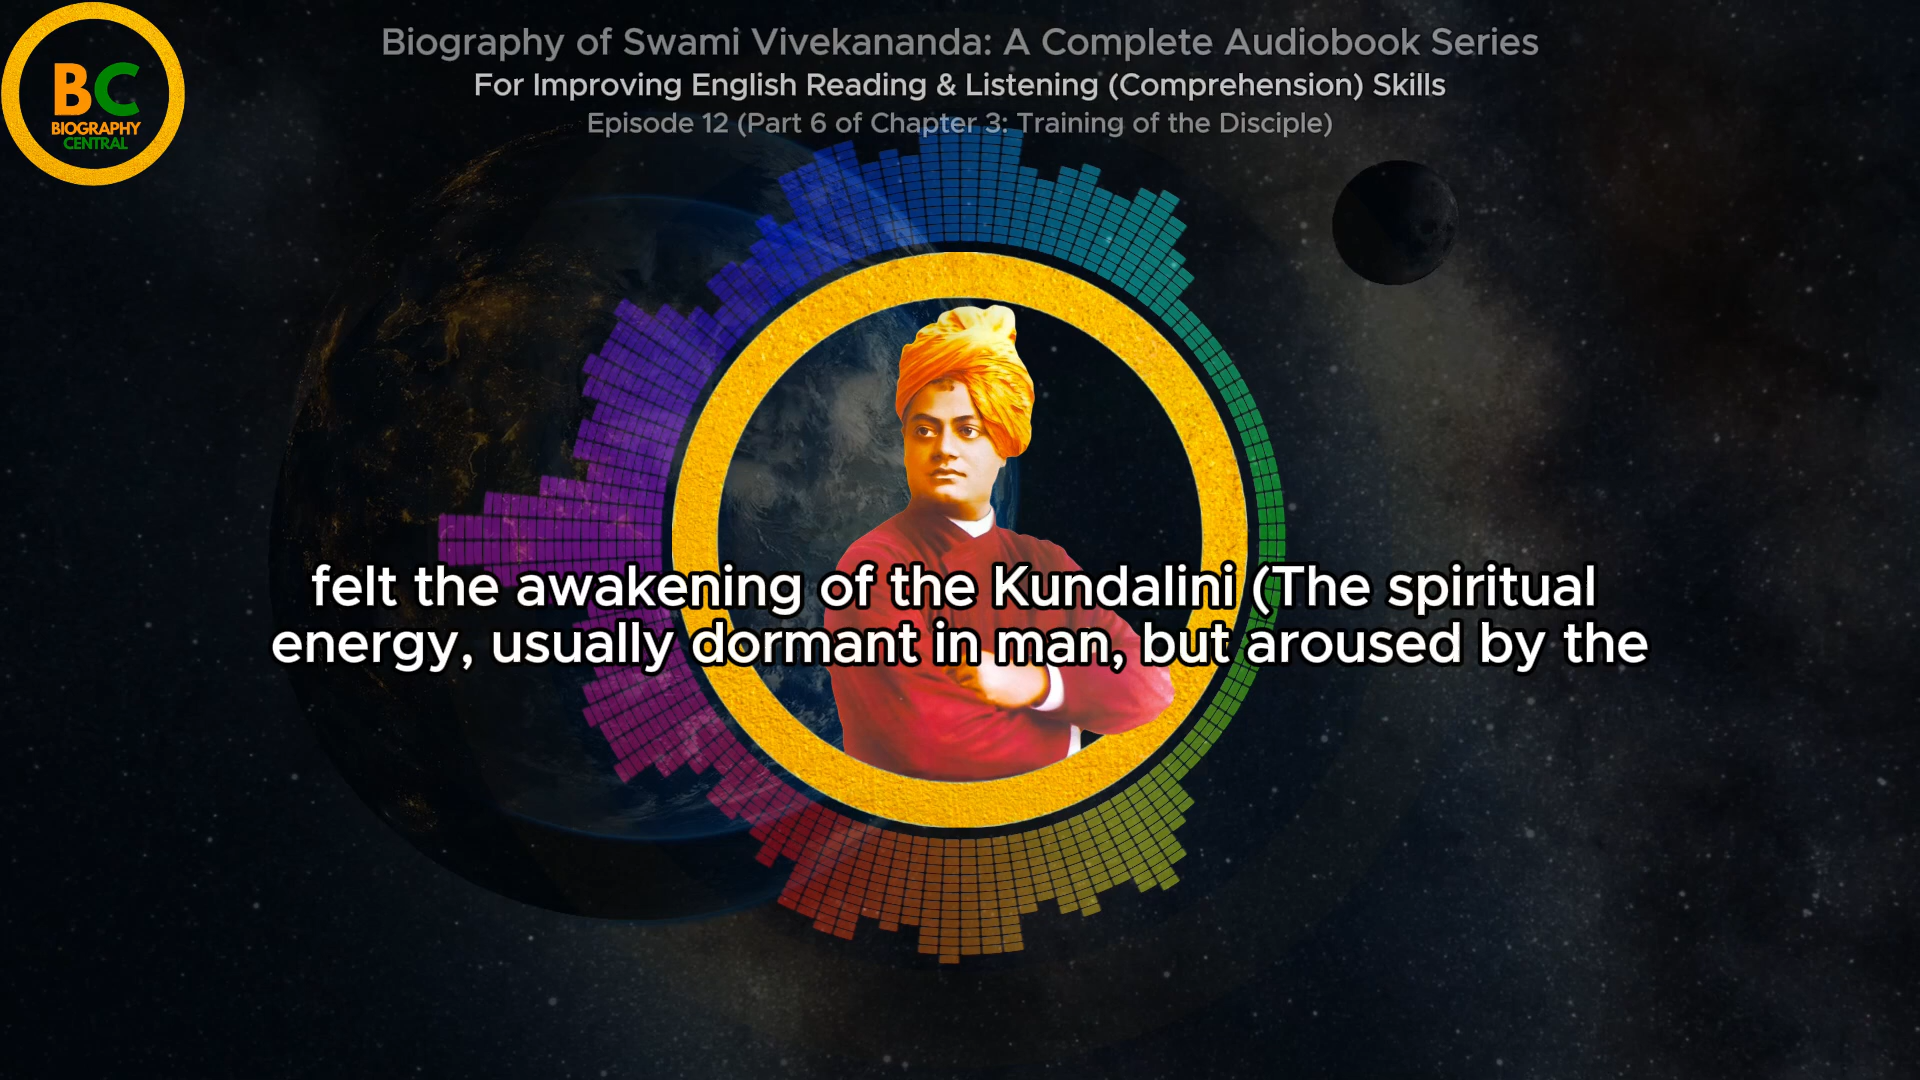 BC
BIOGRAPHY
CENTRAL
Biography of Swami Vivekananda: A Complete Audiobook Series
For Improving English Reading & Listening (Comprehension) Skills
Episode 12 (Part 6 of Chapter 3: Training of the Disciple)
felt the awakening of the Kundalini (The spiritual
energy, usually dormant in man, but aroused by the